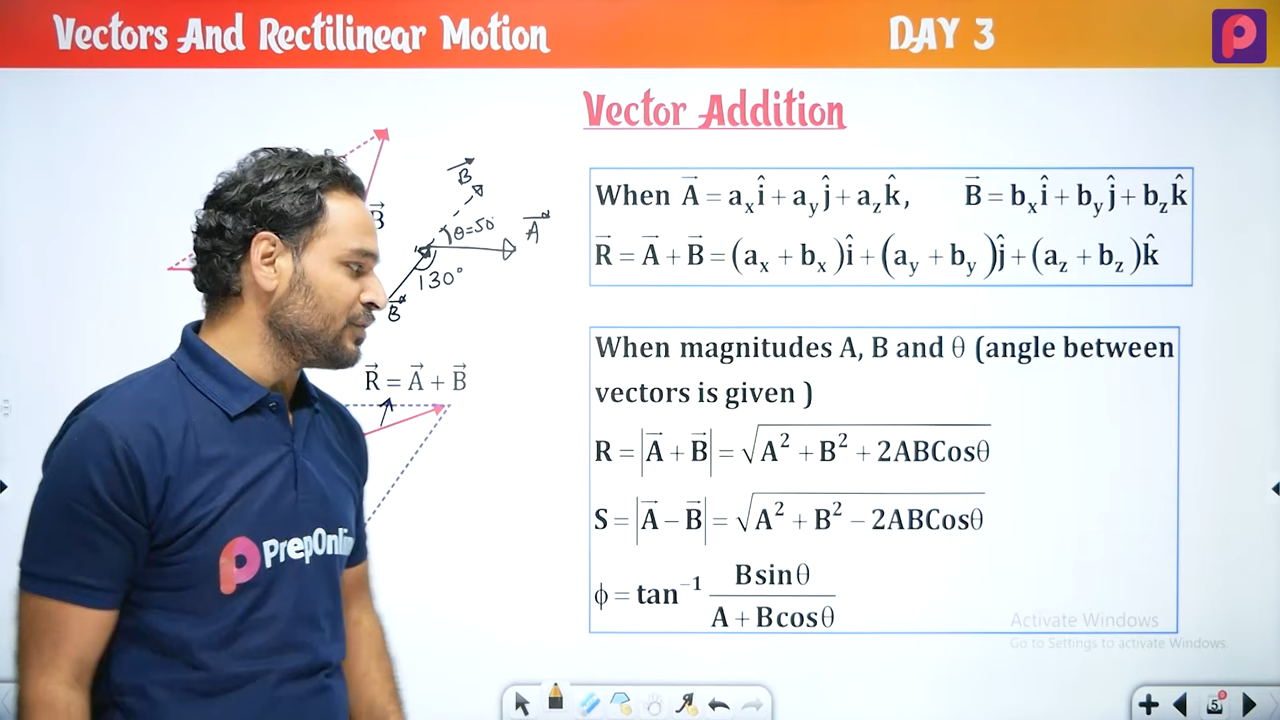 Vectors And Rectilinear Motion
DAY 3
Vector Addition
When A⃗ = aₓî + a_yĵ + a_zk̂, B⃗ = bₓî + b_yĵ + b_zk̂
R⃗ = A⃗ + B⃗ = (aₓ + bₓ)î + (a_y + b_y)ĵ + (a_z + b_z)k̂
B⃗
B⃗
θ=50
A⃗
130°
B⃗
R⃗ = A⃗ + B⃗
When magnitudes A, B and θ (angle between
vectors is given )
R = |A⃗ + B⃗| = √(A² + B² + 2ABCosθ)
S = |A⃗ − B⃗| = √(A² + B² − 2ABCosθ)
ϕ = tan⁻¹ Bsinθ / A + Bcosθ
PrepOnlin
Activate Windows
Go to Settings to activate Windows.
5